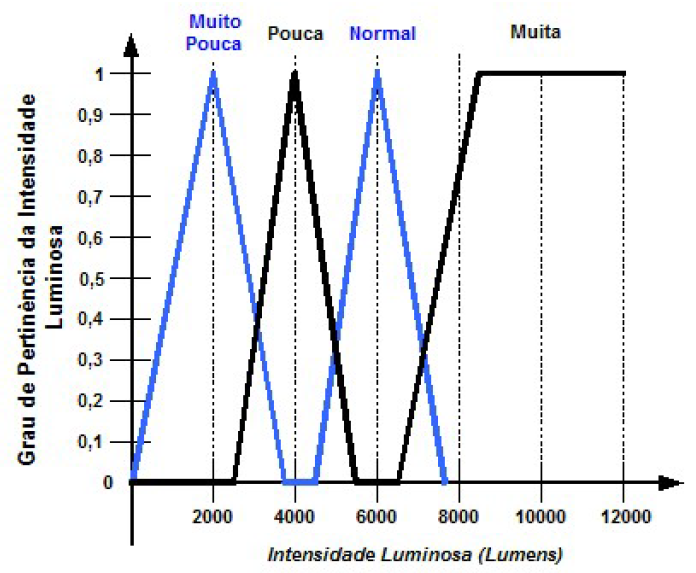 Muito
Pouca
Pouca
Normal
Muita
Grau de Pertinência da Intensidade
Luminosa
1
0,9
0,8
0,7
0,6
0,5
0,4
0,3
0,2
0,1
0
2000
4000
6000
8000
10000
12000
Intensidade Luminosa (Lumens)